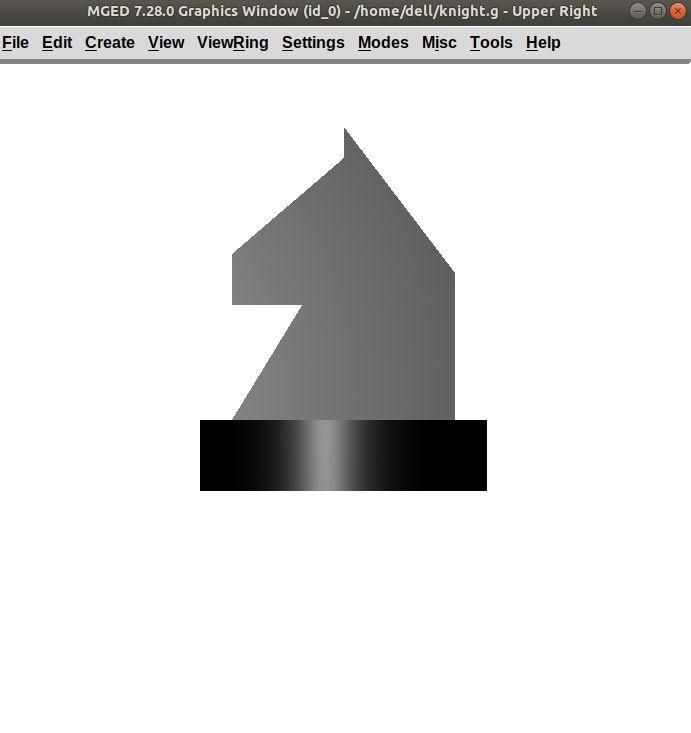 MGED 7.28.0 Graphics Window (id_0) - /home/dell/knight.g - Upper Right
File Edit Create View ViewRing Settings Modes Misc Tools Help